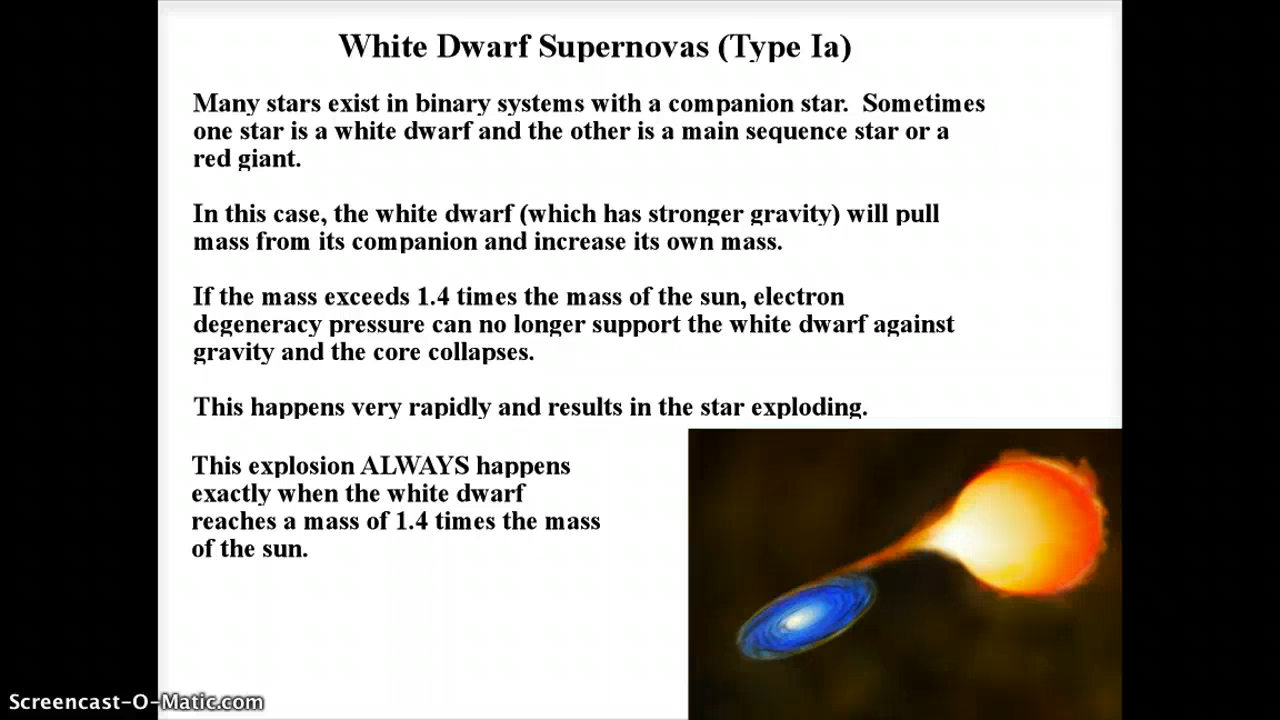 White Dwarf Supernovas (Type Ia)
Many stars exist in binary systems with a companion star.  Sometimes
one star is a white dwarf and the other is a main sequence star or a
red giant.
In this case, the white dwarf (which has stronger gravity) will pull
mass from its companion and increase its own mass.
If the mass exceeds 1.4 times the mass of the sun, electron
degeneracy pressure can no longer support the white dwarf against
gravity and the core collapses.
This happens very rapidly and results in the star exploding.
This explosion ALWAYS happens
exactly when the white dwarf
reaches a mass of 1.4 times the mass
of the sun.
Screencast-O-Matic.com